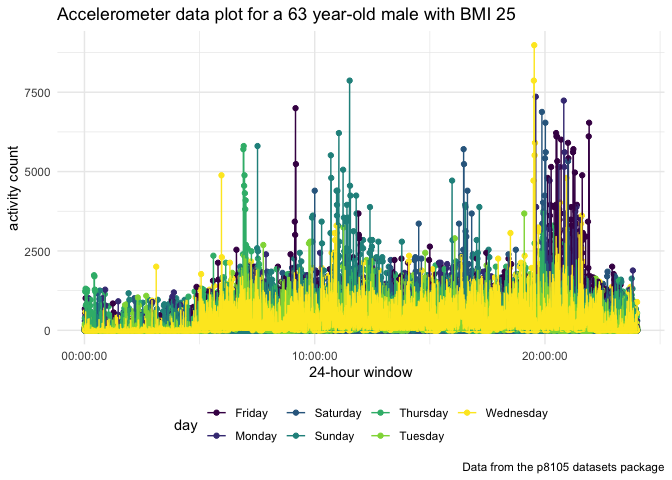 Accelerometer data plot for a 63 year-old male with BMI 25
activity count
7500
5000
2500
0
00:00:00 10:00:00 20:00:00
24-hour window
day
Friday Saturday Thursday Wednesday
Monday Sunday Tuesday
Data from the p8105 datasets package